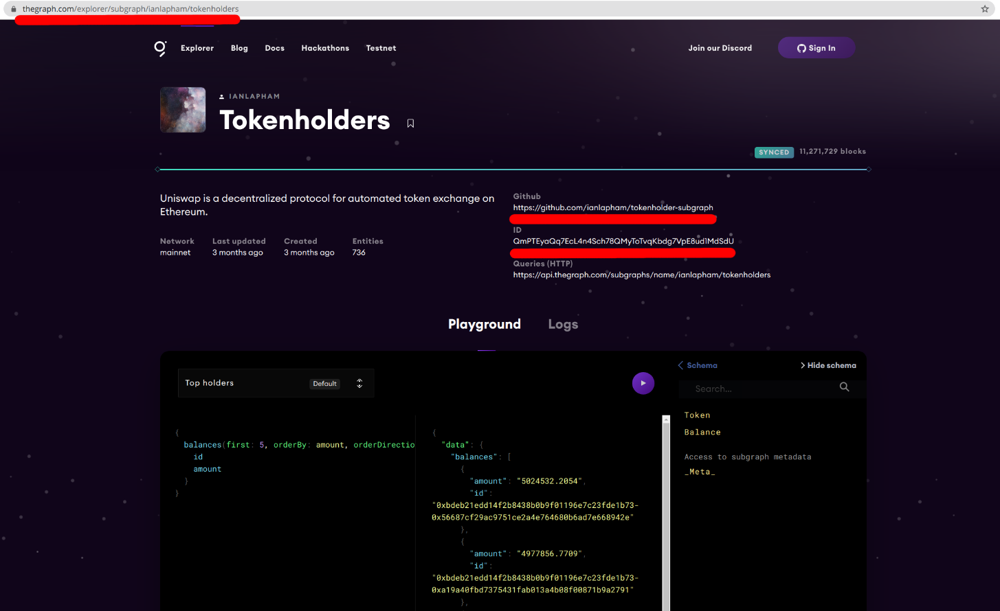 thegraph.com/explorer/subgraph/ianlapham/tokenholders
Explorer Blog Docs Hackathons Testnet Join our Discord Sign In
IANLAPHAM
Tokenholders
SYNCED 11,271,729 blocks
Uniswap is a decentralized protocol for automated token exchange on
Ethereum.
Network Last updated Created Entities
mainnet 3 months ago 3 months ago 736
Github
https://github.com/ianlapham/tokenholder-subgraph
ID
QmPTEyaQq7EcL4n4Sch78QMyToTvqKbdg7VpE8ud1MdSdU
Queries (HTTP)
https://api.thegraph.com/subgraphs/name/ianlapham/tokenholders
Playground Logs
Top holders Default
{
balances(first: 5, orderBy: amount, orderDirectio
id
amount
}
}
{
"data": {
"balances": [
{
"amount": "5024532.2054",
"id":
"0xbdeb21edd14f2b8438b0b9f01196e7c23fde1b73-
0x56687cf29ac9751ce2a4e764680b6ad7e668942e"
},
{
"amount": "4977856.7709",
"id":
"0xbdeb21edd14f2b8438b0b9f01196e7c23fde1b73-
0xa19a40fbd7375431fab013a4b08f00871b9a2791"
},
Schema Hide schema
Search...
Token
Balance
Access to subgraph metadata
_Meta_